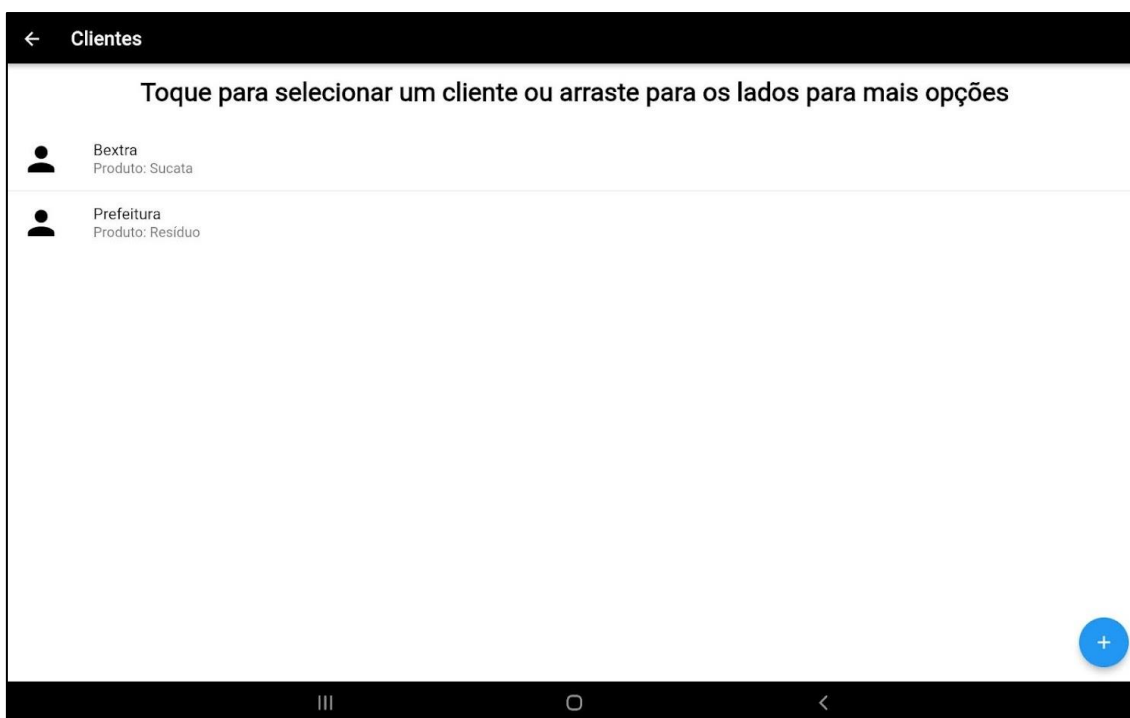 Clientes
Toque para selecionar um cliente ou arraste para os lados para mais opções
Bextra
Produto: Sucata
Prefeitura
Produto: Resíduo